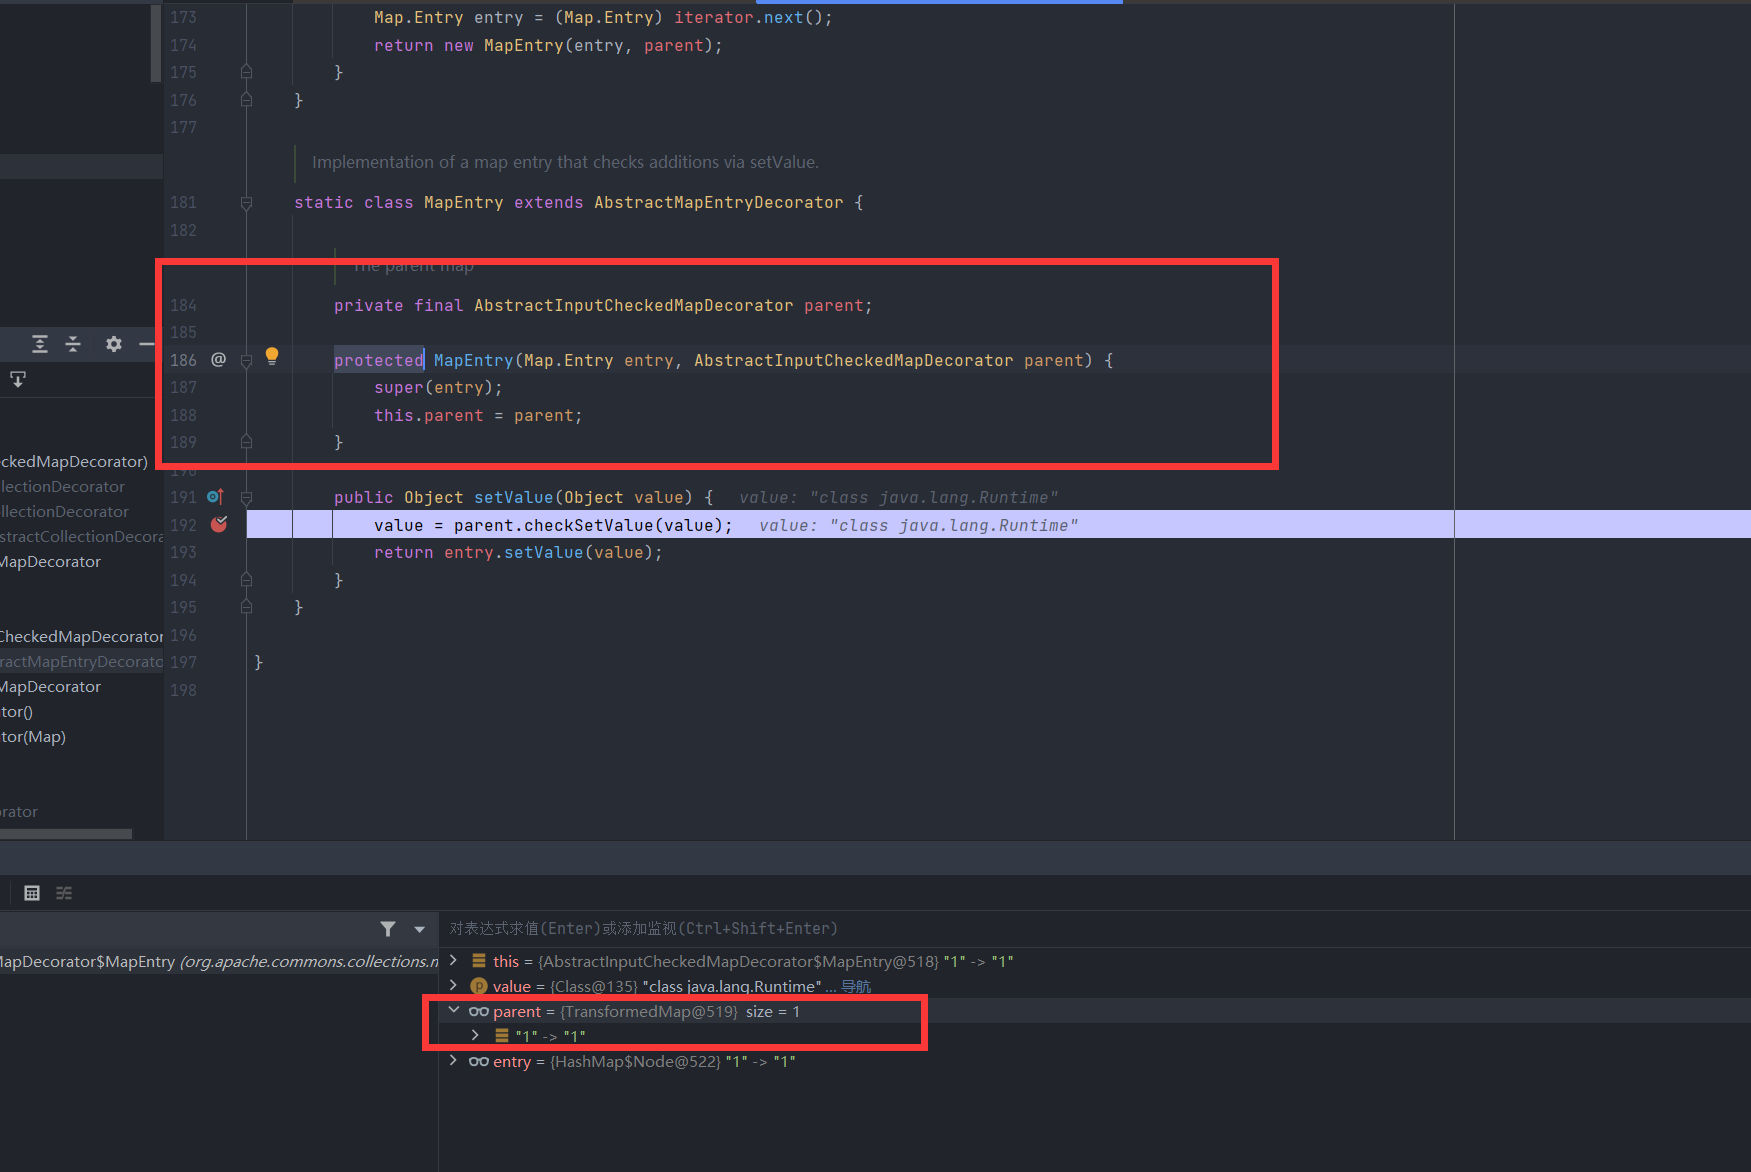 173 Map.Entry entry = (Map.Entry) iterator.next();
174 return new MapEntry(entry, parent);
175 }
176 }
177
Implementation of a map entry that checks additions via setValue.
181 static class MapEntry extends AbstractMapEntryDecorator {
182
The parent map
184 private final AbstractInputCheckedMapDecorator parent;
185
186 @ protected MapEntry(Map.Entry entry, AbstractInputCheckedMapDecorator parent) {
187 super(entry);
188 this.parent = parent;
189 }
190
191 public Object setValue(Object value) { value: "class java.lang.Runtime"
192 value = parent.checkSetValue(value); value: "class java.lang.Runtime"
193 return entry.setValue(value);
194 }
195 }
196
197 }
198
ckedMapDecorator)
lectionDecorator
llectionDecorator
stractCollectionDecora
MapDecorator
CheckedMapDecorator
ractMapEntryDecorato
MapDecorator
tor()
tor(Map)
orator
对表达式求值(Enter)或添加监视(Ctrl+Shift+Enter)
MapDecorator$MapEntry (org.apache.commons.collections.m
this = {AbstractInputCheckedMapDecorator$MapEntry@518} "1" -> "1"
p value = {Class@135} "class java.lang.Runtime" ... 导航
parent = {TransformedMap@519} size = 1
"1" -> "1"
entry = {HashMap$Node@522} "1" -> "1"